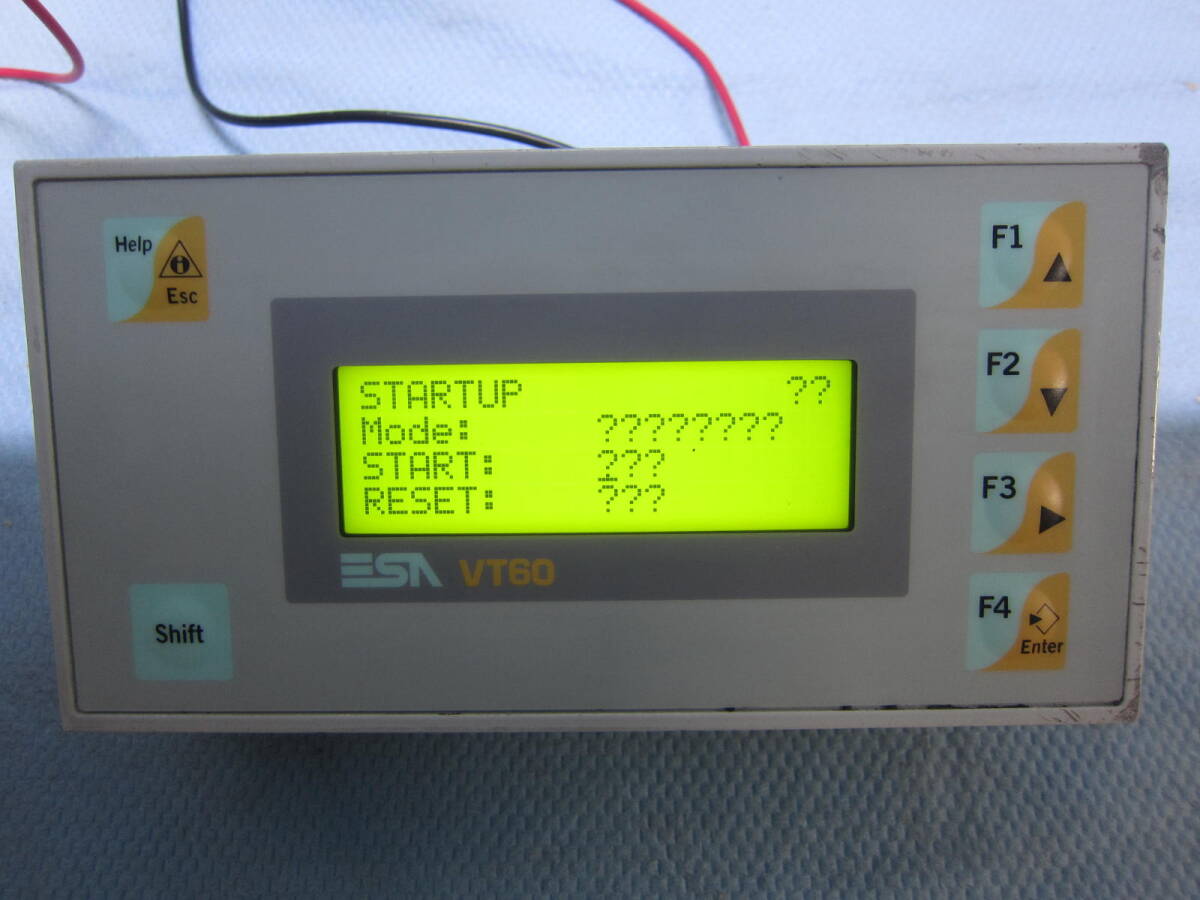 Help
Esc
F1
F2
F3
F4
Enter
Shift
STARTUP ??
Mode: ????????
START: ???
RESET: ???
ESA VT60